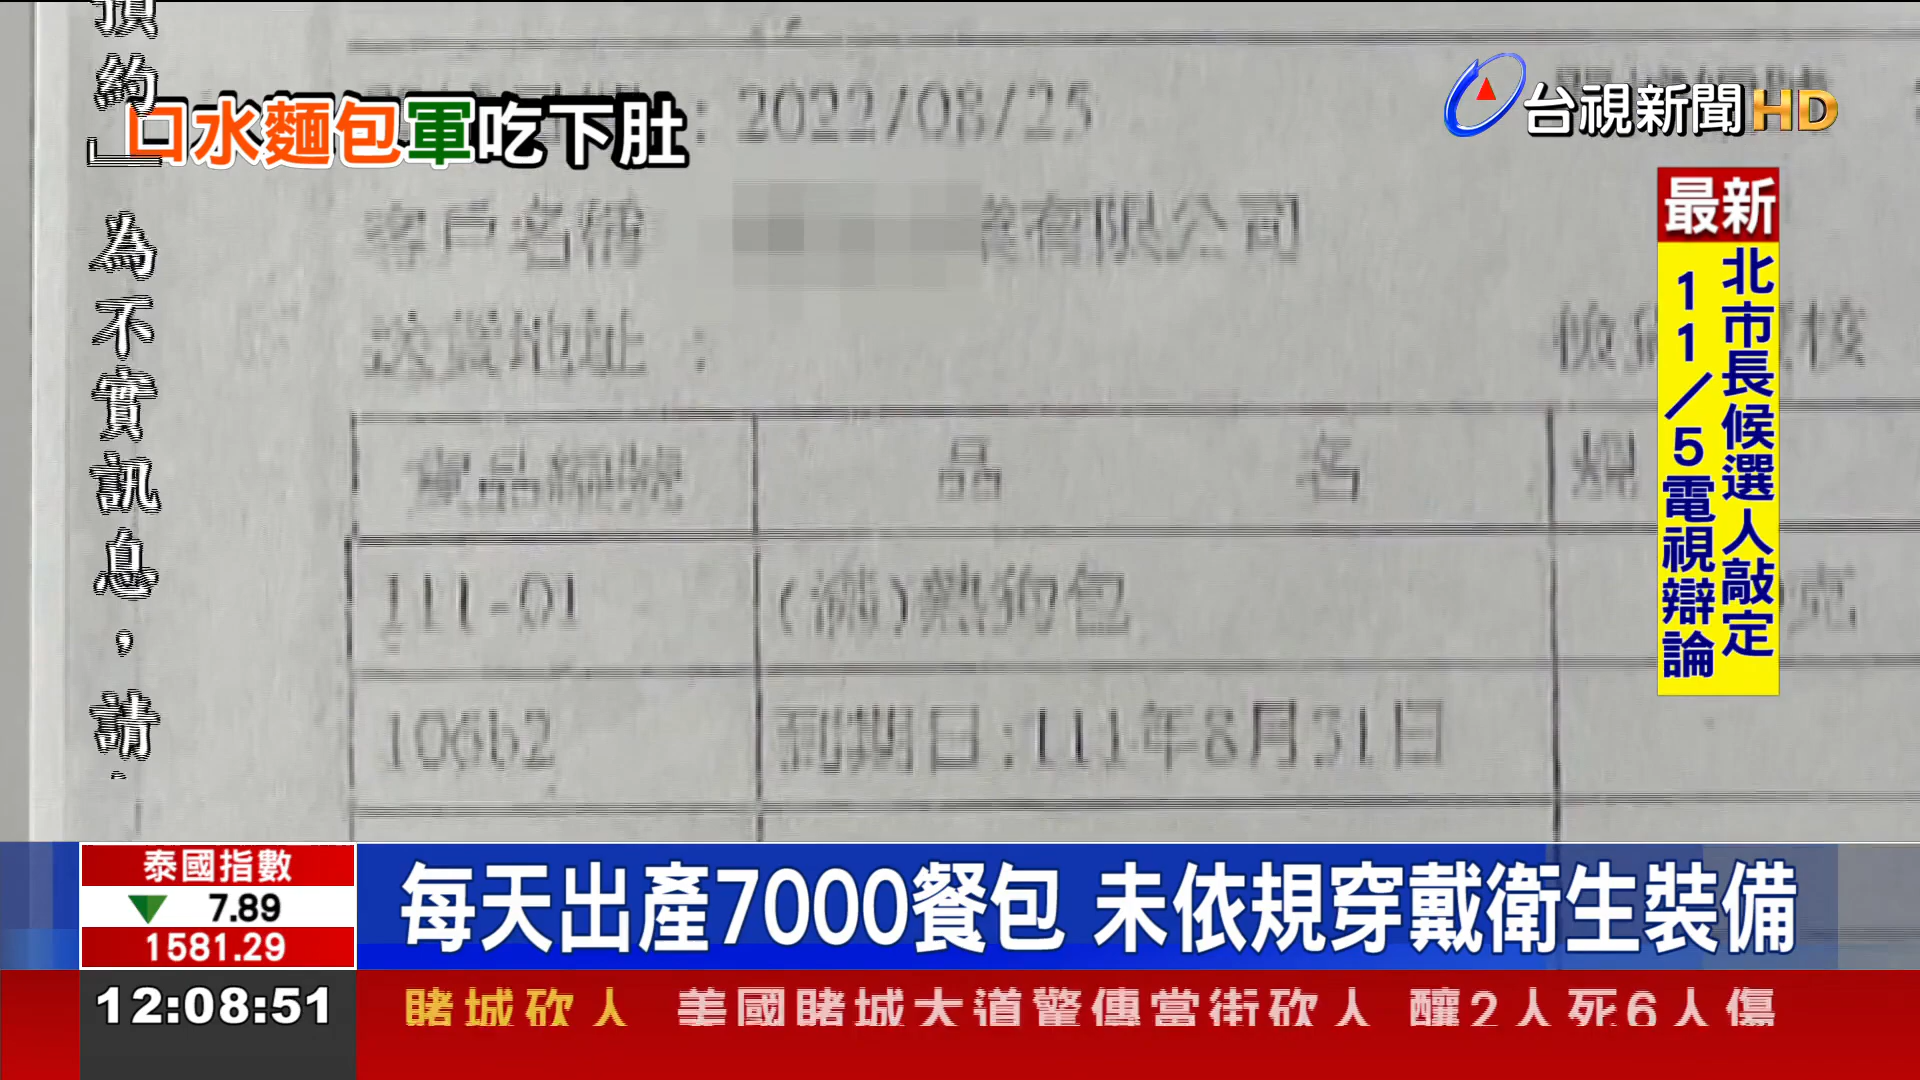 預約』為不實訊息，請
口水麵包軍吃下肚
：2022/08/25
台視新聞HD
客戶名稱
有限公司
送貨地址：
最新
北市長候選人敲定
11／5電視辯論
產品編號 品名 規
111-01 熱狗包
到期日：111年8月31日
泰國指數
7.89
1581.29
每天出產7000餐包 未依規穿戴衛生裝備
12:08:51
賭城砍人 美國賭城大道驚傳當街砍人 釀2人死6人傷